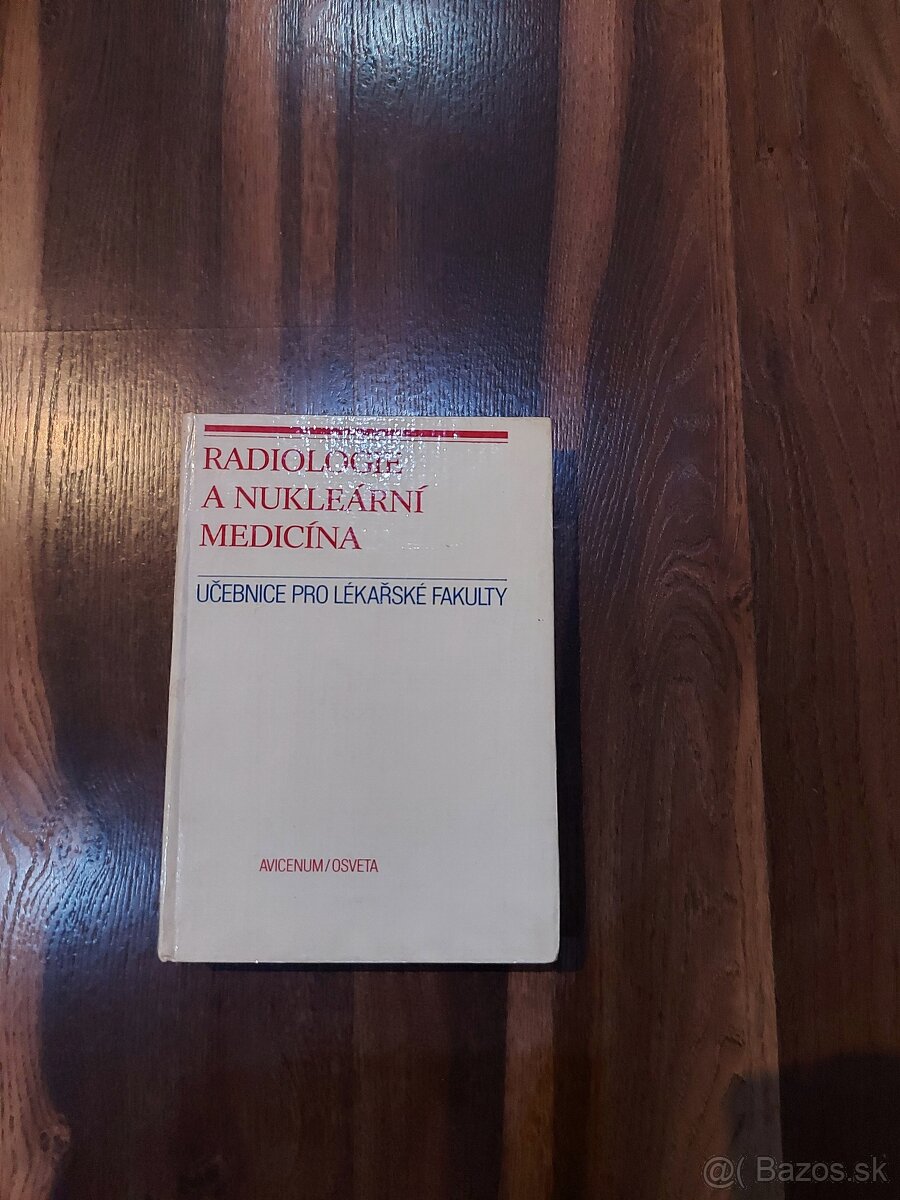 RADIOLOGIE
A NUKLEÁRNÍ
MEDICÍNA
UČEBNICE PRO LÉKAŘSKÉ FAKULTY
AVICENUM/OSVETA
@( Bazos.sk